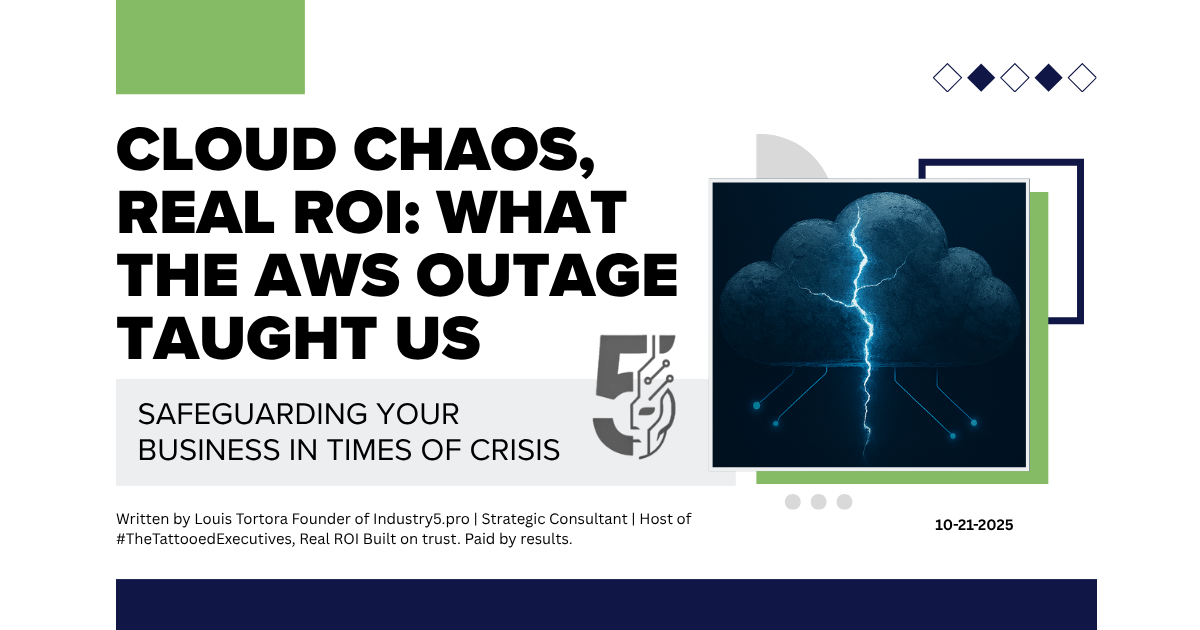 CLOUD CHAOS,
REAL ROI: WHAT
THE AWS OUTAGE
TAUGHT US
5
SAFEGUARDING YOUR
BUSINESS IN TIMES OF CRISIS
Written by Louis Tortora Founder of Industry5.pro | Strategic Consultant | Host of
#TheTattooedExecutives, Real ROI Built on trust. Paid by results.
10-21-2025